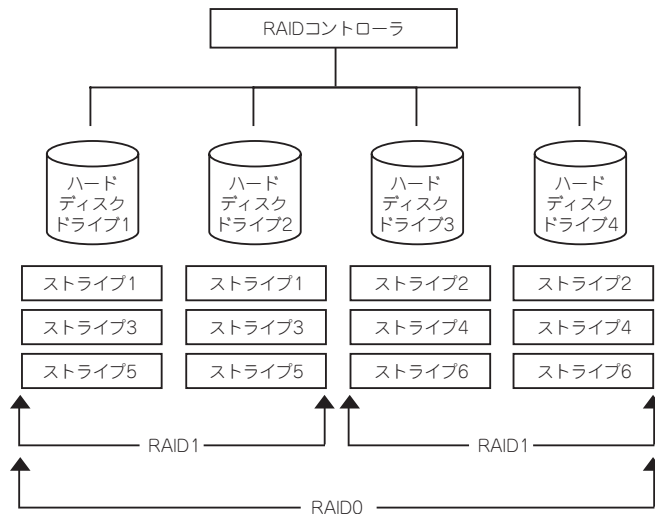 RAIDコントローラ
ハード
ディスク
ドライブ1
ハード
ディスク
ドライブ2
ハード
ディスク
ドライブ3
ハード
ディスク
ドライブ4
ストライプ1
ストライプ1
ストライプ2
ストライプ2
ストライプ3
ストライプ3
ストライプ4
ストライプ4
ストライプ5
ストライプ5
ストライプ6
ストライプ6
RAID1
RAID1
RAID0